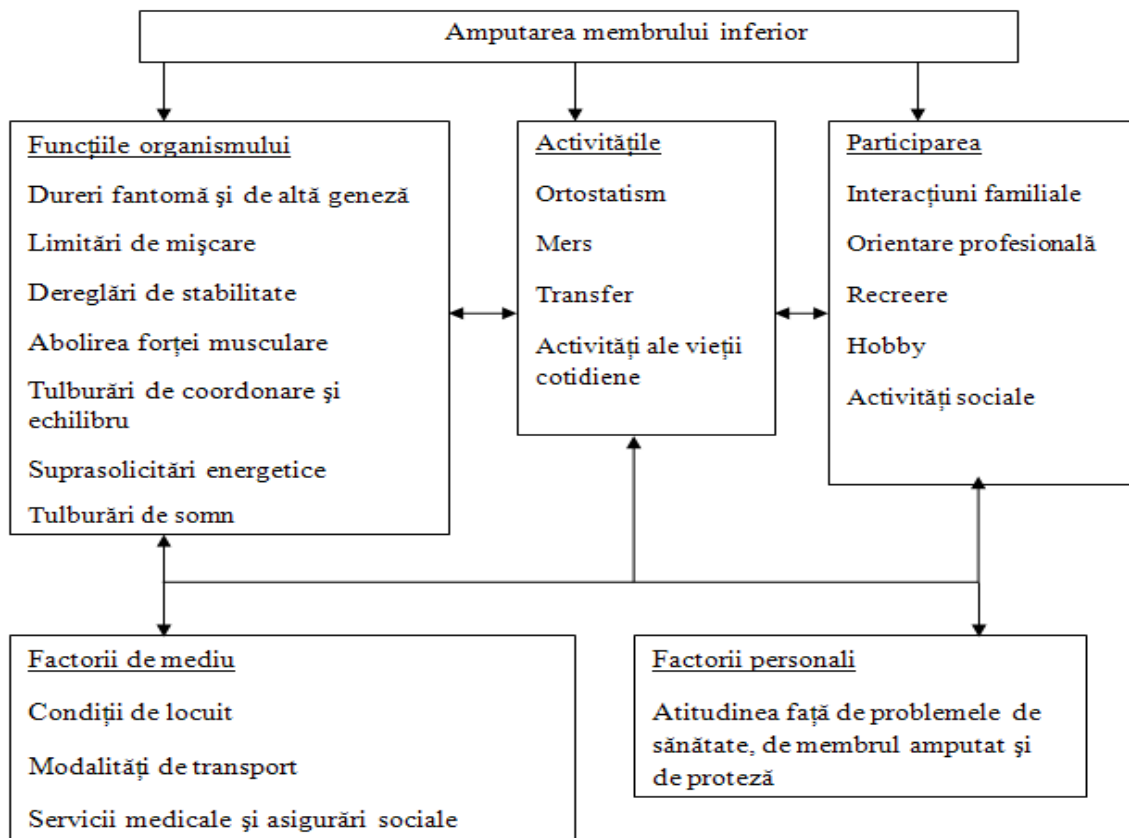 Amputarea membrului inferior
Funcțiile organismului
Dureri fantomă şi de altă geneză
Limitări de mişcare
Dereglări de stabilitate
Abolirea forței musculare
Tulburări de coordonare şi
echilibru
Suprasolicitări energetice
Tulburări de somn
Activitățile
Ortostatism
Mers
Transfer
Activități ale vieții
cotidiene
Participarea
Interacțiuni familiale
Orientare profesională
Recreere
Hobby
Activități sociale
Factorii de mediu
Condiții de locuit
Modalități de transport
Servicii medicale şi asigurări sociale
Factorii personali
Atitudinea față de problemele de
sănătate, de membrul amputat şi
de proteză